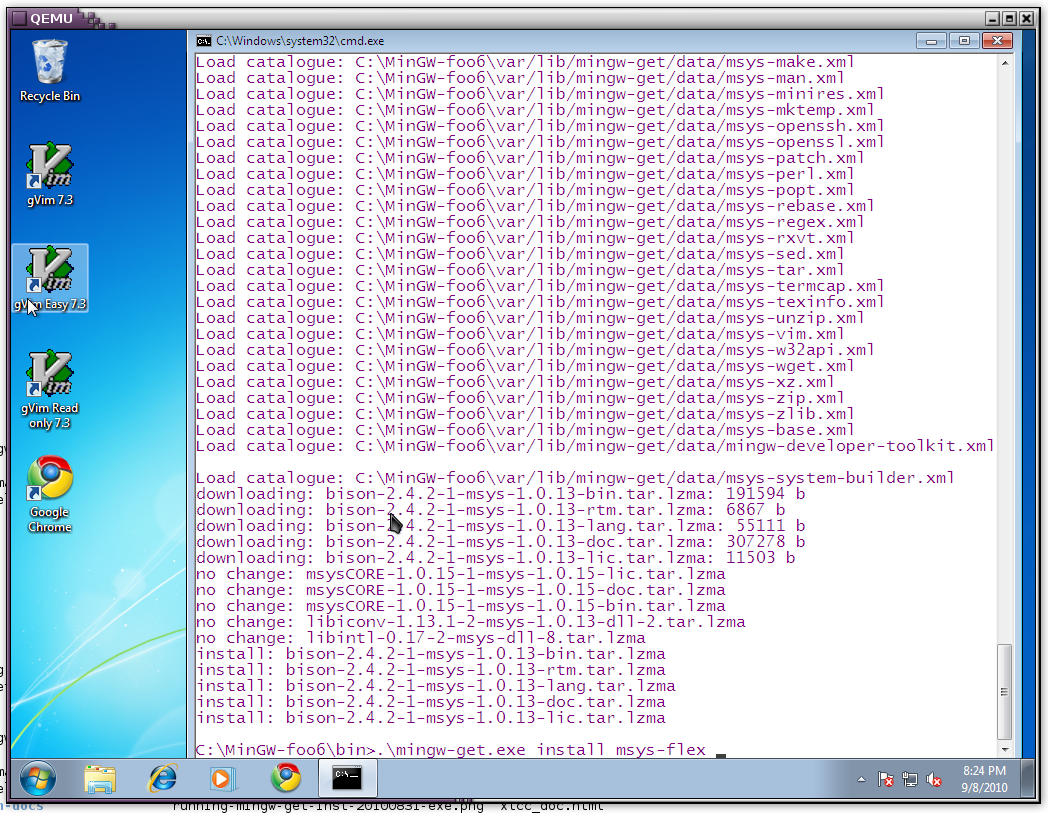 QEMU
Recycle Bin
gVim 7.3
gVim Easy 7.3
gVim Read
only 7.3
Google
Chrome
C:\Windows\system32\cmd.exe
Load catalogue: C:\MinGW-foo6\var/lib/mingw-get/data/msys-make.xml
Load catalogue: C:\MinGW-foo6\var/lib/mingw-get/data/msys-man.xml
Load catalogue: C:\MinGW-foo6\var/lib/mingw-get/data/msys-minires.xml
Load catalogue: C:\MinGW-foo6\var/lib/mingw-get/data/msys-mktemp.xml
Load catalogue: C:\MinGW-foo6\var/lib/mingw-get/data/msys-openssh.xml
Load catalogue: C:\MinGW-foo6\var/lib/mingw-get/data/msys-openssl.xml
Load catalogue: C:\MinGW-foo6\var/lib/mingw-get/data/msys-patch.xml
Load catalogue: C:\MinGW-foo6\var/lib/mingw-get/data/msys-perl.xml
Load catalogue: C:\MinGW-foo6\var/lib/mingw-get/data/msys-popt.xml
Load catalogue: C:\MinGW-foo6\var/lib/mingw-get/data/msys-rebase.xml
Load catalogue: C:\MinGW-foo6\var/lib/mingw-get/data/msys-regex.xml
Load catalogue: C:\MinGW-foo6\var/lib/mingw-get/data/msys-rxvt.xml
Load catalogue: C:\MinGW-foo6\var/lib/mingw-get/data/msys-sed.xml
Load catalogue: C:\MinGW-foo6\var/lib/mingw-get/data/msys-tar.xml
Load catalogue: C:\MinGW-foo6\var/lib/mingw-get/data/msys-termcap.xml
Load catalogue: C:\MinGW-foo6\var/lib/mingw-get/data/msys-texinfo.xml
Load catalogue: C:\MinGW-foo6\var/lib/mingw-get/data/msys-unzip.xml
Load catalogue: C:\MinGW-foo6\var/lib/mingw-get/data/msys-vim.xml
Load catalogue: C:\MinGW-foo6\var/lib/mingw-get/data/msys-w32api.xml
Load catalogue: C:\MinGW-foo6\var/lib/mingw-get/data/msys-wget.xml
Load catalogue: C:\MinGW-foo6\var/lib/mingw-get/data/msys-xz.xml
Load catalogue: C:\MinGW-foo6\var/lib/mingw-get/data/msys-zip.xml
Load catalogue: C:\MinGW-foo6\var/lib/mingw-get/data/msys-zlib.xml
Load catalogue: C:\MinGW-foo6\var/lib/mingw-get/data/msys-base.xml
Load catalogue: C:\MinGW-foo6\var/lib/mingw-get/data/mingw-developer-toolkit.xml
Load catalogue: C:\MinGW-foo6\var/lib/mingw-get/data/msys-system-builder.xml
downloading: bison-2.4.2-1-msys-1.0.13-bin.tar.lzma: 191594 b
downloading: bison-2.4.2-1-msys-1.0.13-rtm.tar.lzma: 6867 b
downloading: bison-2.4.2-1-msys-1.0.13-lang.tar.lzma: 55111 b
downloading: bison-2.4.2-1-msys-1.0.13-doc.tar.lzma: 307278 b
downloading: bison-2.4.2-1-msys-1.0.13-lic.tar.lzma: 11503 b
no change: msysCORE-1.0.15-1-msys-1.0.15-lic.tar.lzma
no change: msysCORE-1.0.15-1-msys-1.0.15-doc.tar.lzma
no change: msysCORE-1.0.15-1-msys-1.0.15-bin.tar.lzma
no change: libiconv-1.13.1-2-msys-1.0.13-dll-2.tar.lzma
no change: libintl-0.17-2-msys-dll-8.tar.lzma
install: bison-2.4.2-1-msys-1.0.13-bin.tar.lzma
install: bison-2.4.2-1-msys-1.0.13-rtm.tar.lzma
install: bison-2.4.2-1-msys-1.0.13-lang.tar.lzma
install: bison-2.4.2-1-msys-1.0.13-doc.tar.lzma
install: bison-2.4.2-1-msys-1.0.13-lic.tar.lzma
C:\MinGW-foo6\bin>.\mingw-get.exe install msys-flex _
C:\
8:24 PM
9/8/2010
n-docs running-mingw-get-inst-20100831-exe.png xtcc_doc.html